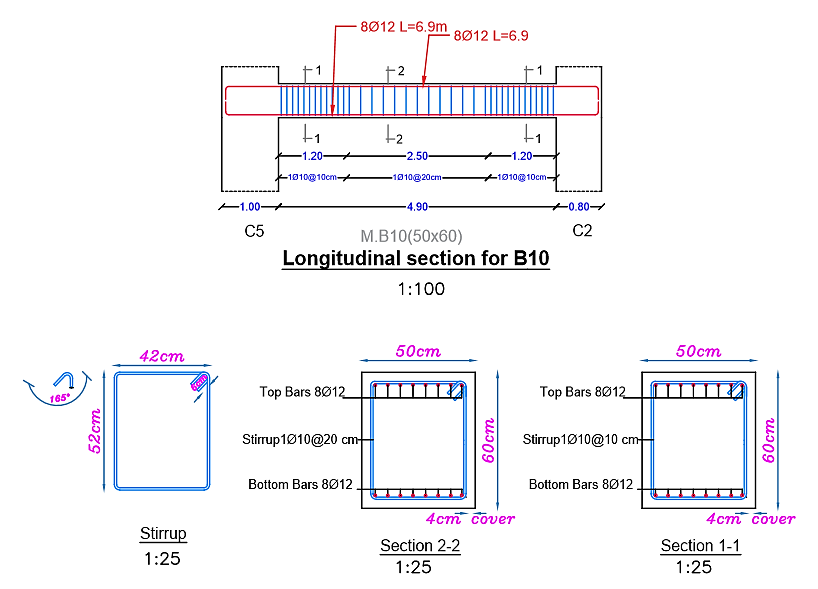 8Ø12 L=6.9m
8Ø12 L=6.9
1
2
1
1
2
1
1.20
2.50
1.20
1Ø10@10cm
1Ø10@20cm
1Ø10@10cm
1.00
4.90
0.80
C5
M.B10(50x60)
C2
Longitudinal section for B10
1:100
42cm
165°
6cm
52cm
Stirrup
1:25
50cm
Top Bars 8Ø12
Stirrup1Ø10@20 cm
60cm
Bottom Bars 8Ø12
4cm cover
Section 2-2
1:25
50cm
Top Bars 8Ø12
Stirrup1Ø10@10 cm
60cm
Bottom Bars 8Ø12
4cm cover
Section 1-1
1:25